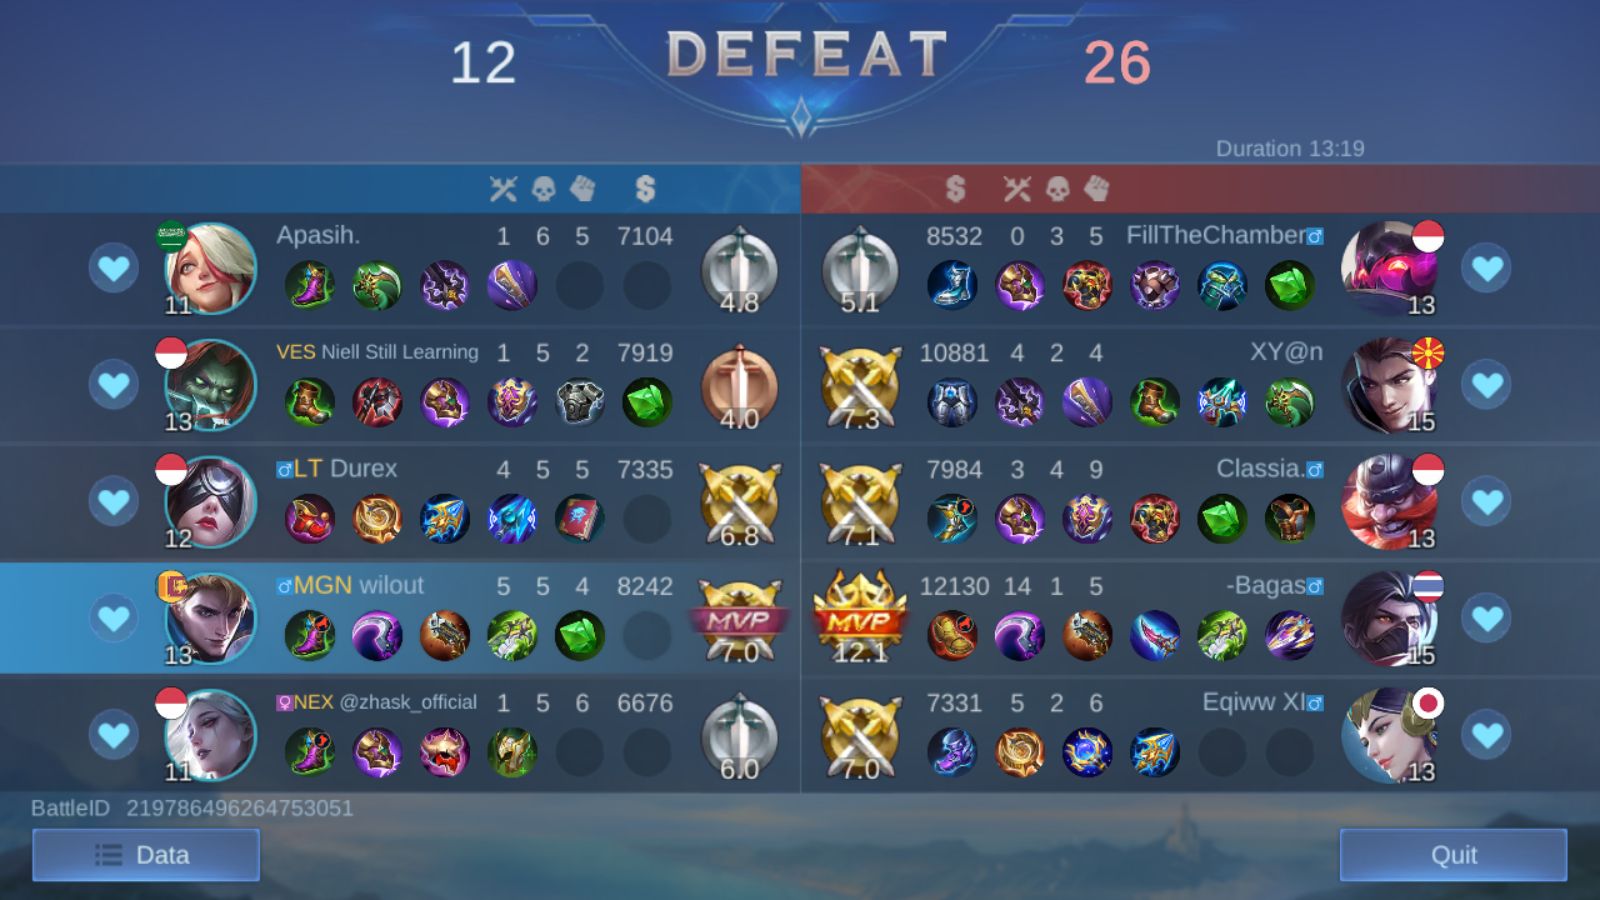 12 DEFEAT 26
Duration 13:19
Apasih. 1 6 5 7104
11 4.8
8532 0 3 5 FillTheChamber
5.1 13
VES Niell Still Learning 1 5 2 7919
13 4.0
10881 4 2 4 XY@n
7.3 15
LT Durex 4 5 5 7335
12 6.8
7984 3 4 9 Classia.
7.1 13
MGN wilout 5 5 4 8242
MVP
13 7.0
12130 14 1 5 -Bagas
MVP
12.1 15
NEX @zhask_official 1 5 6 6676
11 6.0
7331 5 2 6 Eqiww XI
7.0 13
BattleID 219786496264753051
Data
Quit